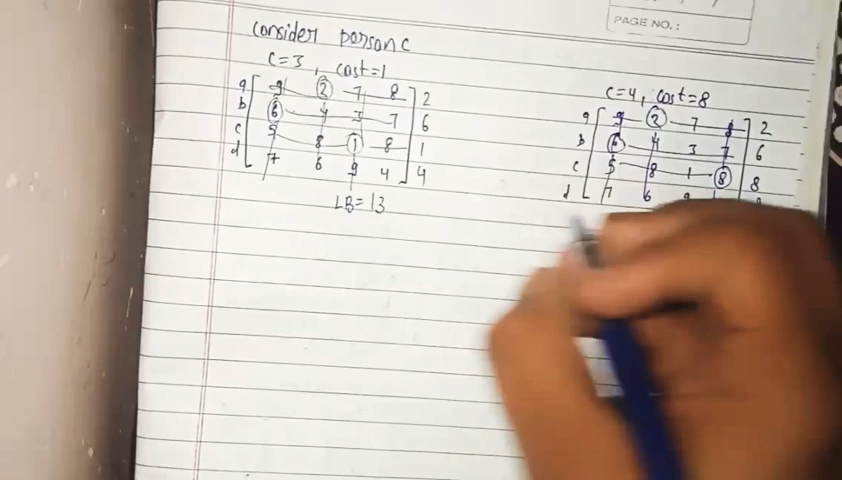 PAGE NO.:
consider person c
c=3, cost=1
a 9 2 7 8 2
b 6 4 3 7 6
c 5 8 1 8 1
d 7 6 9 4 4
LB=13
c=4, cost=8
a 9 2 7 8 2
b 6 4 3 7 6
c 5 8 1 8 8
d 7 6 9